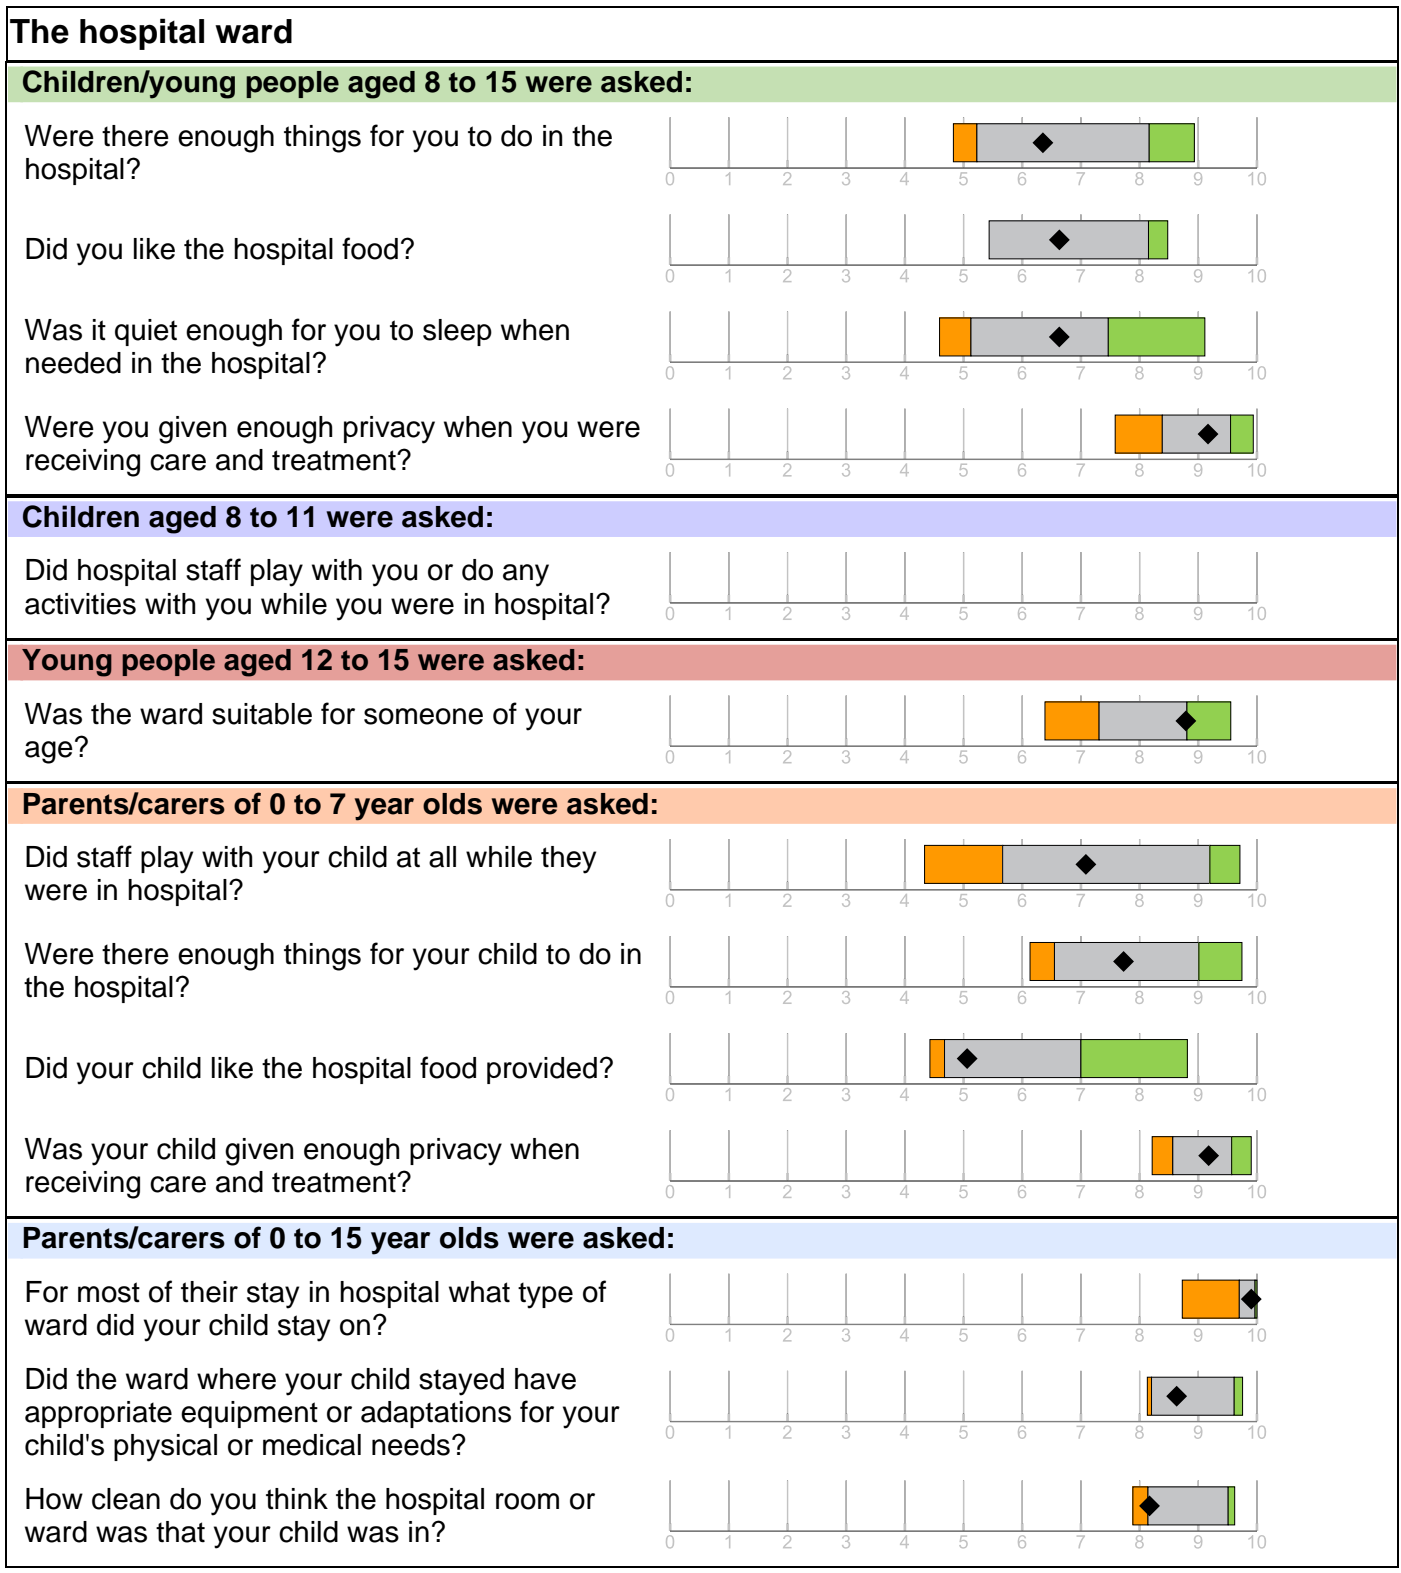 The hospital ward
Children/young people aged 8 to 15 were asked:
Were there enough things for you to do in the
hospital?
0 1 2 3 4 5 6 7 8 9 10
Did you like the hospital food?
0 1 2 3 4 5 6 7 8 9 10
Was it quiet enough for you to sleep when
needed in the hospital?
0 1 2 3 4 5 6 7 8 9 10
Were you given enough privacy when you were
receiving care and treatment?
0 1 2 3 4 5 6 7 8 9 10
Children aged 8 to 11 were asked:
Did hospital staff play with you or do any
activities with you while you were in hospital?
0 1 2 3 4 5 6 7 8 9 10
Young people aged 12 to 15 were asked:
Was the ward suitable for someone of your
age?
0 1 2 3 4 5 6 7 8 9 10
Parents/carers of 0 to 7 year olds were asked:
Did staff play with your child at all while they
were in hospital?
0 1 2 3 4 5 6 7 8 9 10
Were there enough things for your child to do in
the hospital?
0 1 2 3 4 5 6 7 8 9 10
Did your child like the hospital food provided?
0 1 2 3 4 5 6 7 8 9 10
Was your child given enough privacy when
receiving care and treatment?
0 1 2 3 4 5 6 7 8 9 10
Parents/carers of 0 to 15 year olds were asked:
For most of their stay in hospital what type of
ward did your child stay on?
0 1 2 3 4 5 6 7 8 9 10
Did the ward where your child stayed have
appropriate equipment or adaptations for your
child's physical or medical needs?
0 1 2 3 4 5 6 7 8 9 10
How clean do you think the hospital room or
ward was that your child was in?
0 1 2 3 4 5 6 7 8 9 10